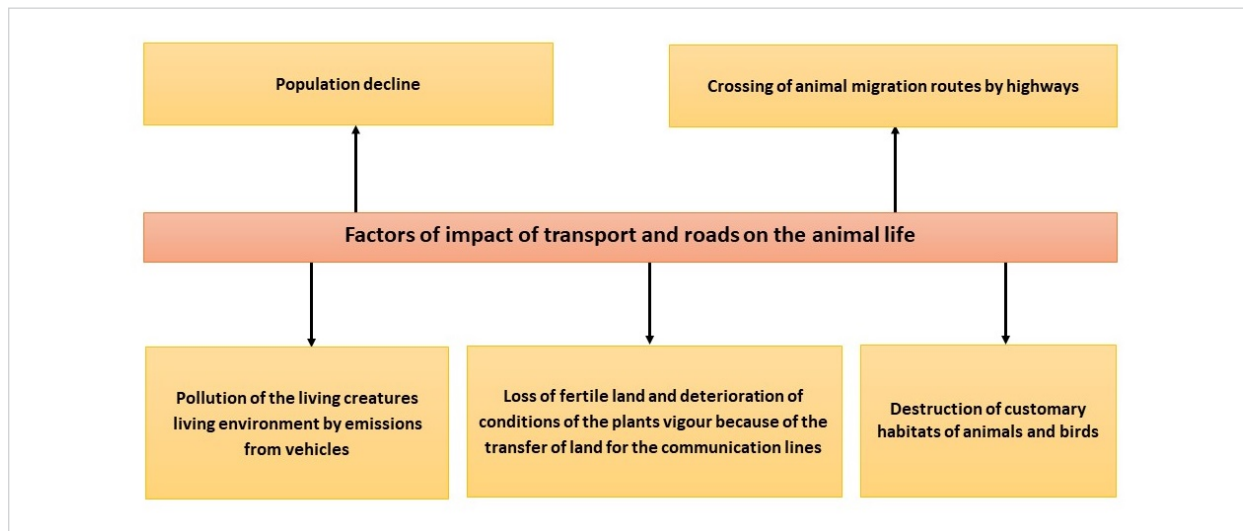 Population decline
Crossing of animal migration routes by highways
Factors of impact of transport and roads on the animal life
Pollution of the living creatures
living environment by emissions
from vehicles
Loss of fertile land and deterioration of
conditions of the plants vigour because of the
transfer of land for the communication lines
Destruction of customary
habitats of animals and birds